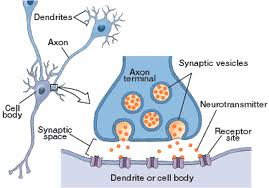 Dendrites
Axon
Cell
body
Synaptic
space
Axon
terminal
Synaptic vesicles
Neurotransmitter
Receptor
site
Dendrite or cell body